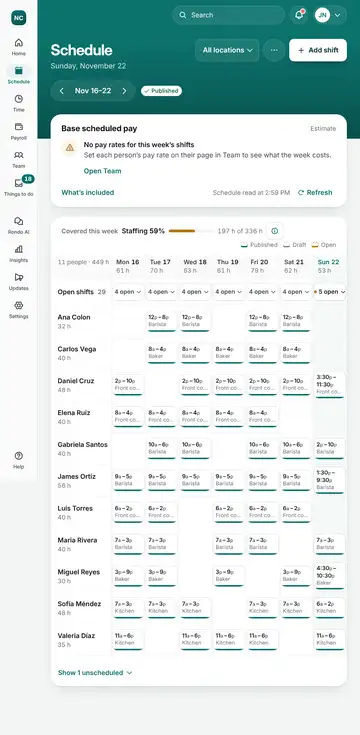 NC
Search
JN
Home
Schedule
Time
Payroll
Team
18
Things to do
Rondo AI
Insights
Updates
Settings
Help
Schedule
Sunday, November 22
All locations
Add shift
Nov 16–22
Published
Base scheduled pay
Estimate
No pay rates for this week's shifts
Set each person's pay rate on their page in Team to see what the week costs.
Open Team
What's included
Schedule read at 2:59 PM
Refresh
Covered this week Staffing 59% 197 h of 336 h
Published Draft Open
11 people · 449 h Mon 16 Tue 17 Wed 18 Thu 19 Fri 20 Sat 21 Sun 22
61 h 70 h 63 h 61 h 79 h 62 h 53 h
Open shifts 29 4 open 4 open 4 open 4 open 4 open 4 open 5 open
Ana Colon 12p–8p 12p–8p 12p–8p 12p–8p
32 h Barista Barista Barista Barista
Carlos Vega 8a–4p 8a–4p 8a–4p 8a–4p 8a–4p
40 h Baker Baker Baker Baker Baker
Daniel Cruz 2p–10p 2p–10p 2p–10p 2p–10p 2p–10p 3:30p–11:30p
48 h Front co... Front co... Front co... Front co... Front co... Front co...
Elena Ruiz 8a–4p 8a–4p 8a–4p 8a–4p 8a–4p
40 h Front co... Front co... Front co... Front co... Front co...
Gabriela Santos 10a–6p 10a–6p 10a–6p 10a–6p 2p–10p
40 h Barista Barista Barista Barista Barista
James Ortiz 9a–5p 9a–5p 9a–5p 9a–5p 9a–5p 9a–5p 1:30p–9:30p
56 h Barista Barista Barista Barista Barista Barista Barista
Luis Torres 6a–2p 6a–2p 6a–2p 6a–2p 6a–2p
40 h Front co... Front co... Front co... Front co... Front co...
Maria Rivera 7a–3p 7a–3p 7a–3p 7a–3p 7a–3p
40 h Barista Barista Barista Barista Barista
Miguel Reyes 3p–9p 3p–9p 3p–9p 3p–9p 4:30p–10:30p
30 h Baker Baker Baker Baker Baker
Sofía Méndez 7a–3p 7a–3p 7a–3p 7a–3p 7a–3p 6a–2p
48 h Kitchen Kitchen Kitchen Kitchen Kitchen Kitchen
Valeria Díaz 11a–6p 11a–6p 11a–6p 11a–6p 11a–6p
35 h Kitchen Kitchen Kitchen Kitchen Kitchen
Show 1 unscheduled